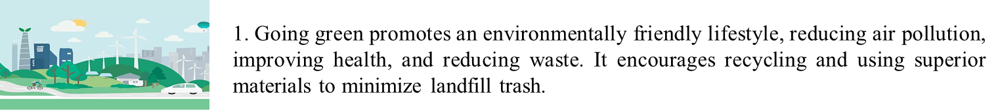 1. Going green promotes an environmentally friendly lifestyle, reducing air pollution,
improving health, and reducing waste. It encourages recycling and using superior
materials to minimize landfill trash.